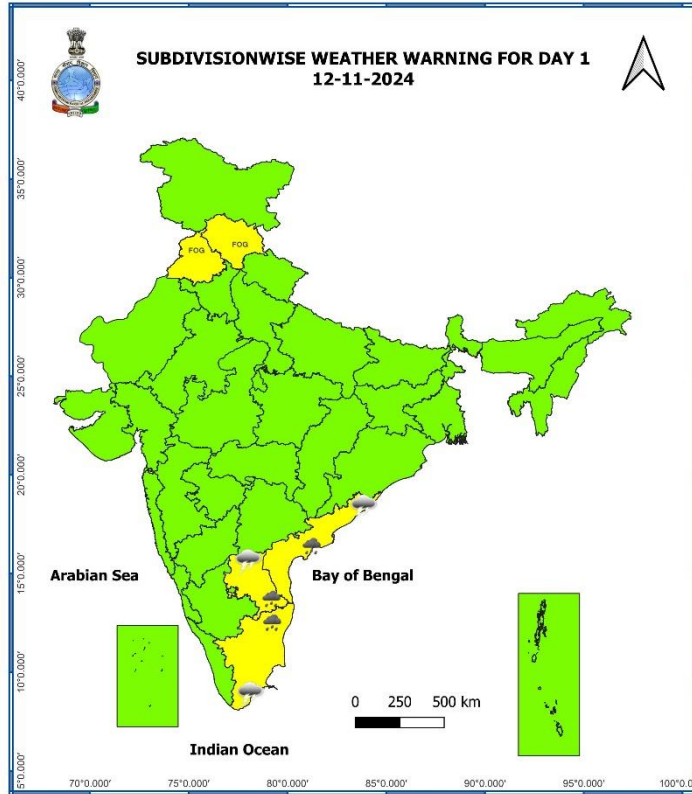 SUBDIVISIONWISE WEATHER WARNING FOR DAY 1
12-11-2024
40°0.000'
35°0.000'
30°0.000'
25°0.000'
20°0.000'
15°0.000'
10°0.000'
5°0.000'
FOG
FOG
Arabian Sea
Bay of Bengal
0 250 500 km
Indian Ocean
70°0.000' 75°0.000' 80°0.000' 85°0.000' 90°0.000' 95°0.000'